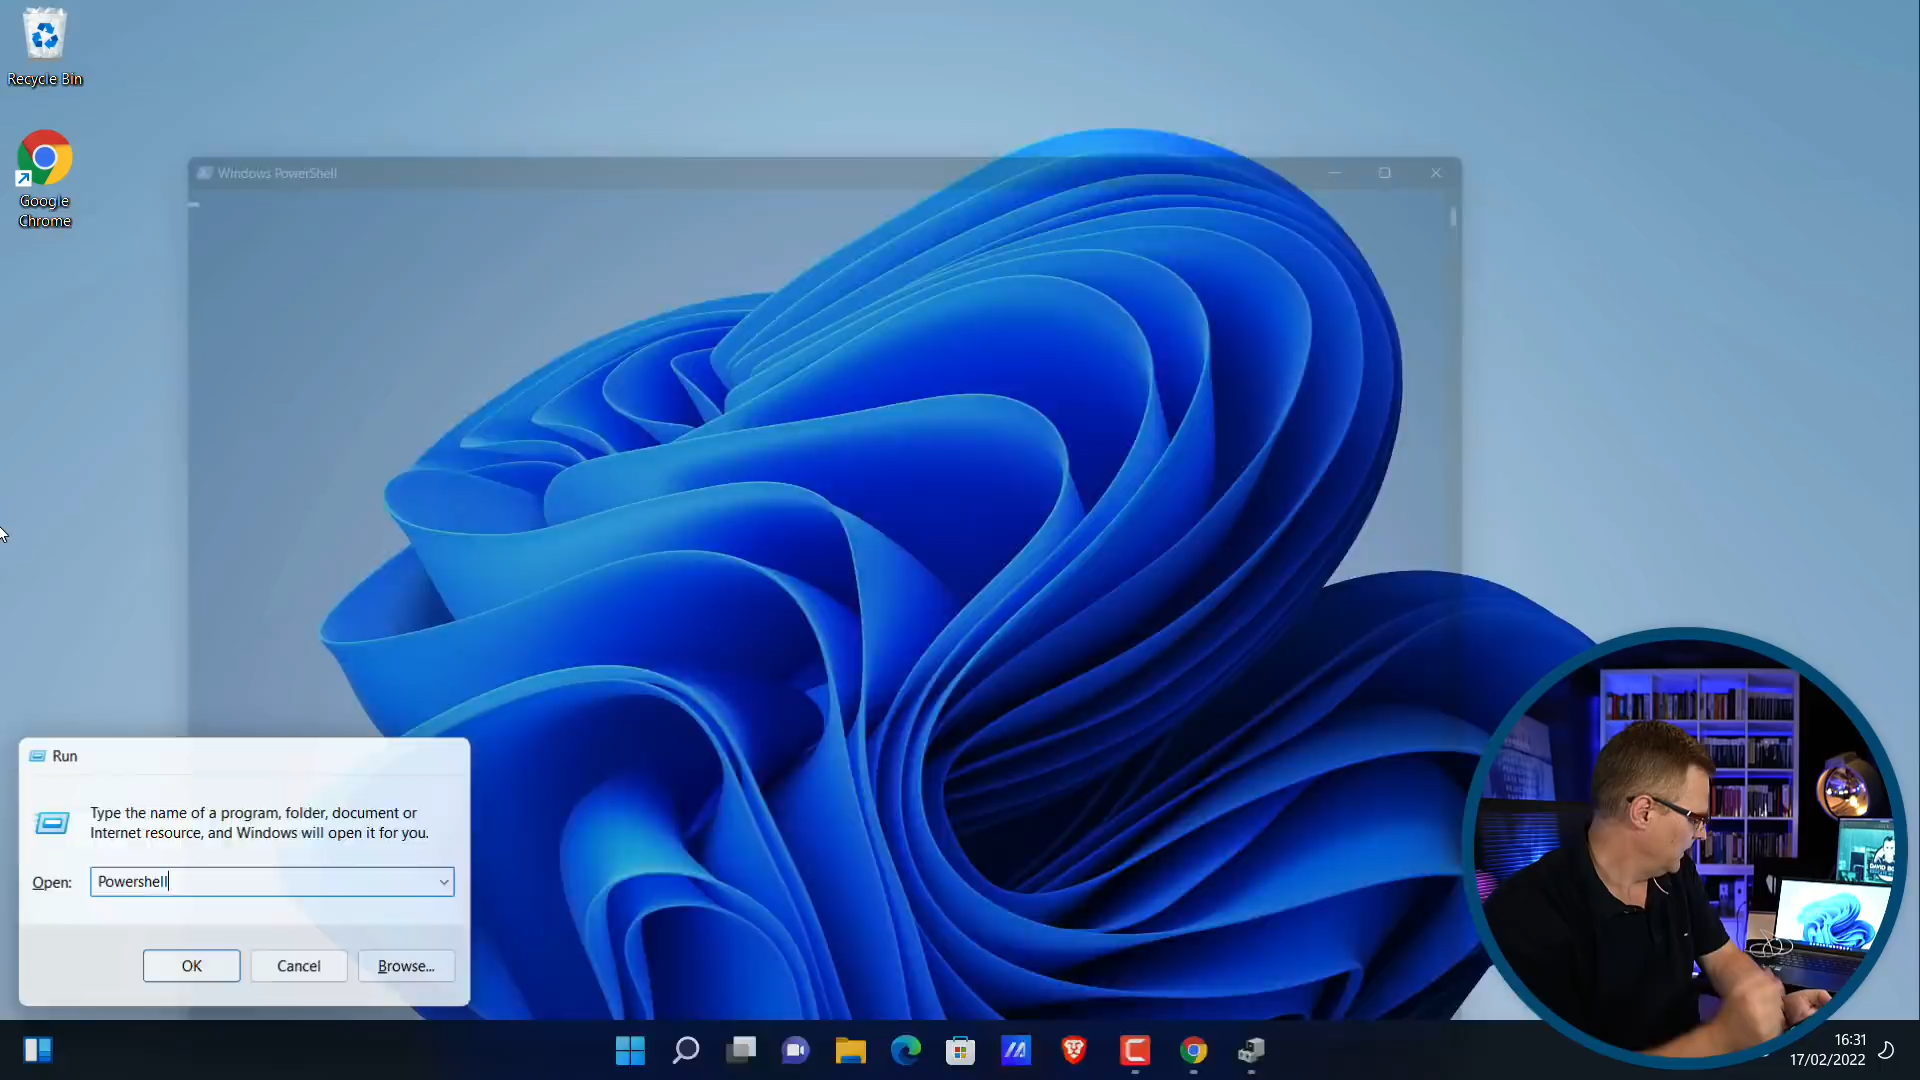 Recycle Bin
Google
Chrome
Windows PowerShell
Run
Type the name of a program, folder, document or
Internet resource, and Windows will open it for you.
Open:
Powershell
OK
Cancel
Browse...
16:31
17/02/2022